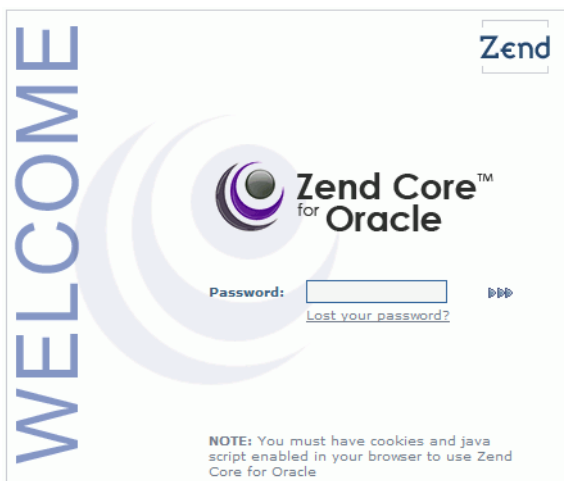 WELCOME
Zend
Zend Core™
for Oracle
Password:
Lost your password?
NOTE: You must have cookies and java
script enabled in your browser to use Zend
Core for Oracle